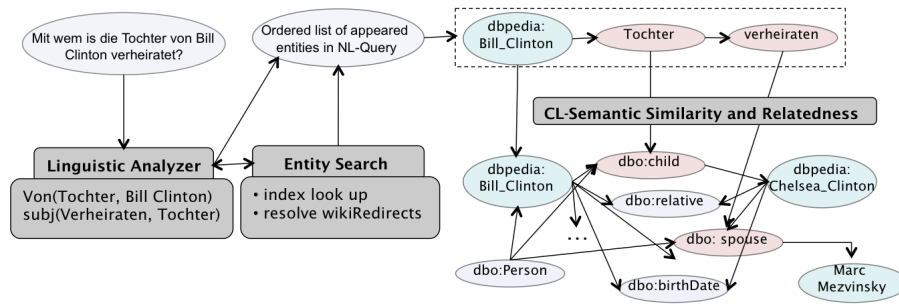 Mit wem is die Tochter von Bill
Clinton verheiratet?
Ordered list of appeared
entities in NL-Query
dbpedia:
Bill_Clinton
Tochter
verheiraten
CL-Semantic Similarity and Relatedness
Linguistic Analyzer
Von(Tochter, Bill Clinton)
subj(Verheiraten, Tochter)
Entity Search
• index look up
• resolve wikiRedirects
dbpedia:
Bill_Clinton
dbo:child
dbpedia:
Chelsea_Clinton
dbo:relative
...
dbo: spouse
dbo:Person
dbo:birthDate
Marc
Mezvinsky